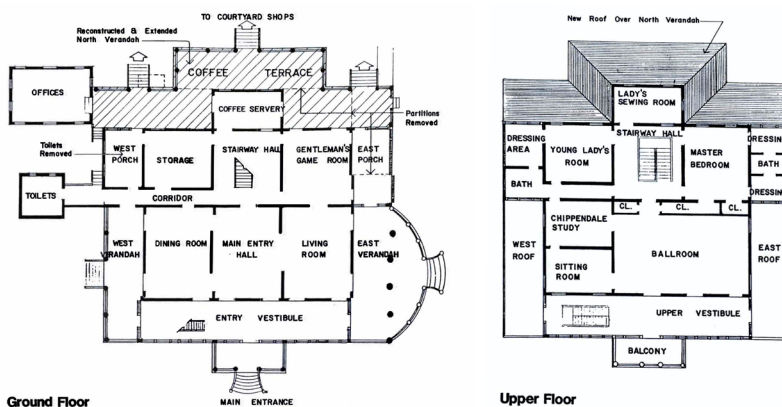 TO COURTYARD SHOPS
Reconstructed & Extended
North Verandah
COFFEE TERRACE
OFFICES
COFFEE SERVERY
Partitions
Removed
Toilets
Removed
WEST
PORCH
STORAGE
STAIRWAY HALL
GENTLEMAN'S
GAME ROOM
EAST
PORCH
TOILETS
CORRIDOR
WEST
VERANDAH
DINING ROOM
MAIN ENTRY
HALL
LIVING
ROOM
EAST
VERANDAH
ENTRY VESTIBULE
MAIN ENTRANCE
Ground Floor
New Roof Over North Verandah
LADY'S
SEWING ROOM
STAIRWAY HALL
DRESSING
AREA
YOUNG LADY'S
ROOM
MASTER
BEDROOM
DRESSING
BATH
DRESSING
BATH
CL.
CL.
CL.
CHIPPENDALE
STUDY
WEST
ROOF
BALLROOM
EAST
ROOF
SITTING
ROOM
UPPER VESTIBULE
BALCONY
Upper Floor